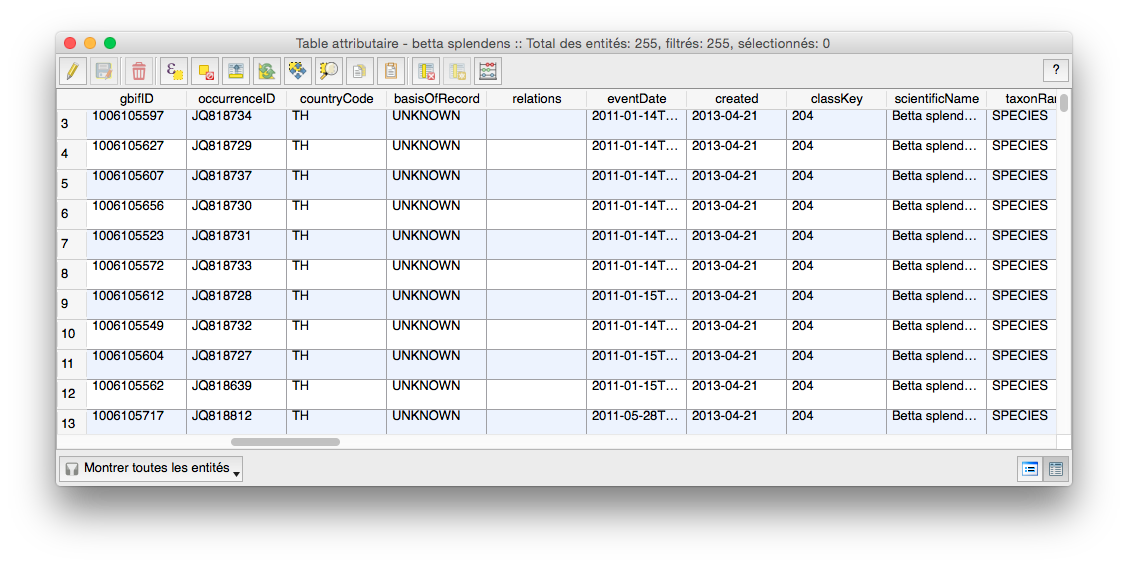 Table attributaire - betta splendens :: Total des entités: 255, filtrés: 255, sélectionnés: 0
ε
?
gbifID occurrenceID countryCode basisOfRecord relations eventDate created classKey scientificName taxonRan
3 1006105597 JQ818734 TH UNKNOWN 2011-01-14T… 2013-04-21 204 Betta splend… SPECIES
4 1006105627 JQ818729 TH UNKNOWN 2011-01-14T… 2013-04-21 204 Betta splend… SPECIES
5 1006105607 JQ818737 TH UNKNOWN 2011-01-14T… 2013-04-21 204 Betta splend… SPECIES
6 1006105656 JQ818730 TH UNKNOWN 2011-01-14T… 2013-04-21 204 Betta splend… SPECIES
7 1006105523 JQ818731 TH UNKNOWN 2011-01-14T… 2013-04-21 204 Betta splend… SPECIES
8 1006105572 JQ818733 TH UNKNOWN 2011-01-14T… 2013-04-21 204 Betta splend… SPECIES
9 1006105612 JQ818728 TH UNKNOWN 2011-01-15T… 2013-04-21 204 Betta splend… SPECIES
10 1006105549 JQ818732 TH UNKNOWN 2011-01-14T… 2013-04-21 204 Betta splend… SPECIES
11 1006105604 JQ818727 TH UNKNOWN 2011-01-15T… 2013-04-21 204 Betta splend… SPECIES
12 1006105562 JQ818639 TH UNKNOWN 2011-01-15T… 2013-04-21 204 Betta splend… SPECIES
13 1006105717 JQ818812 TH UNKNOWN 2011-05-28T… 2013-04-21 204 Betta splend… SPECIES
Montrer toutes les entités